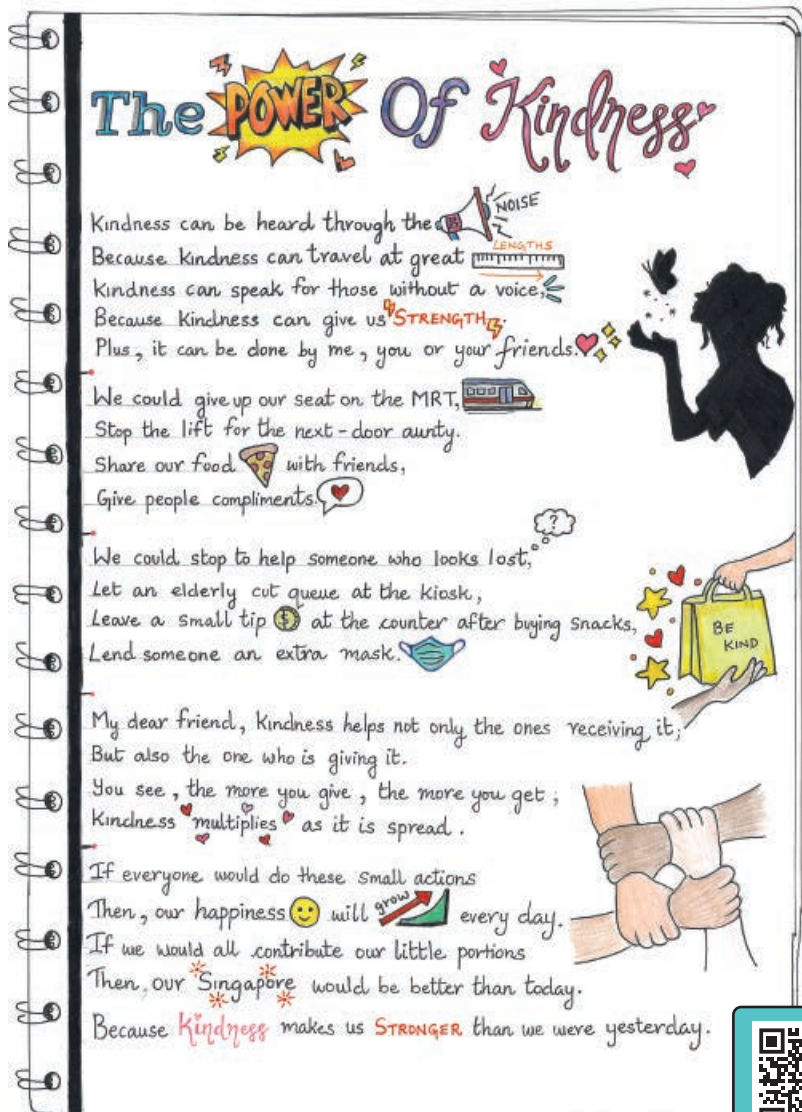 The POWER Of Kindness
Kindness can be heard through the NOISE
Because kindness can travel at great LENGTHS
Kindness can speak for those without a voice,
Because Kindness can give us STRENGTH.
Plus, it can be done by me, you or your friends.
We could give up our seat on the MRT,
Stop the lift for the next-door aunty.
Share our food with friends,
Give people compliments.
?
We could stop to help someone who looks lost,
Let an elderly cut queue at the kiosk,
Leave a small tip $ at the counter after buying snacks,
Lend someone an extra mask.
BE
KIND
My dear friend, Kindness helps not only the ones receiving it;
But also the one who is giving it.
You see, the more you give, the more you get;
Kindness multiplies as it is spread.
If everyone would do these small actions
Then, our happiness will grow every day.
If we would all contribute our little portions
Then, our Singapore would be better than today.
Because Kindness makes us STRONGER than we were yesterday.